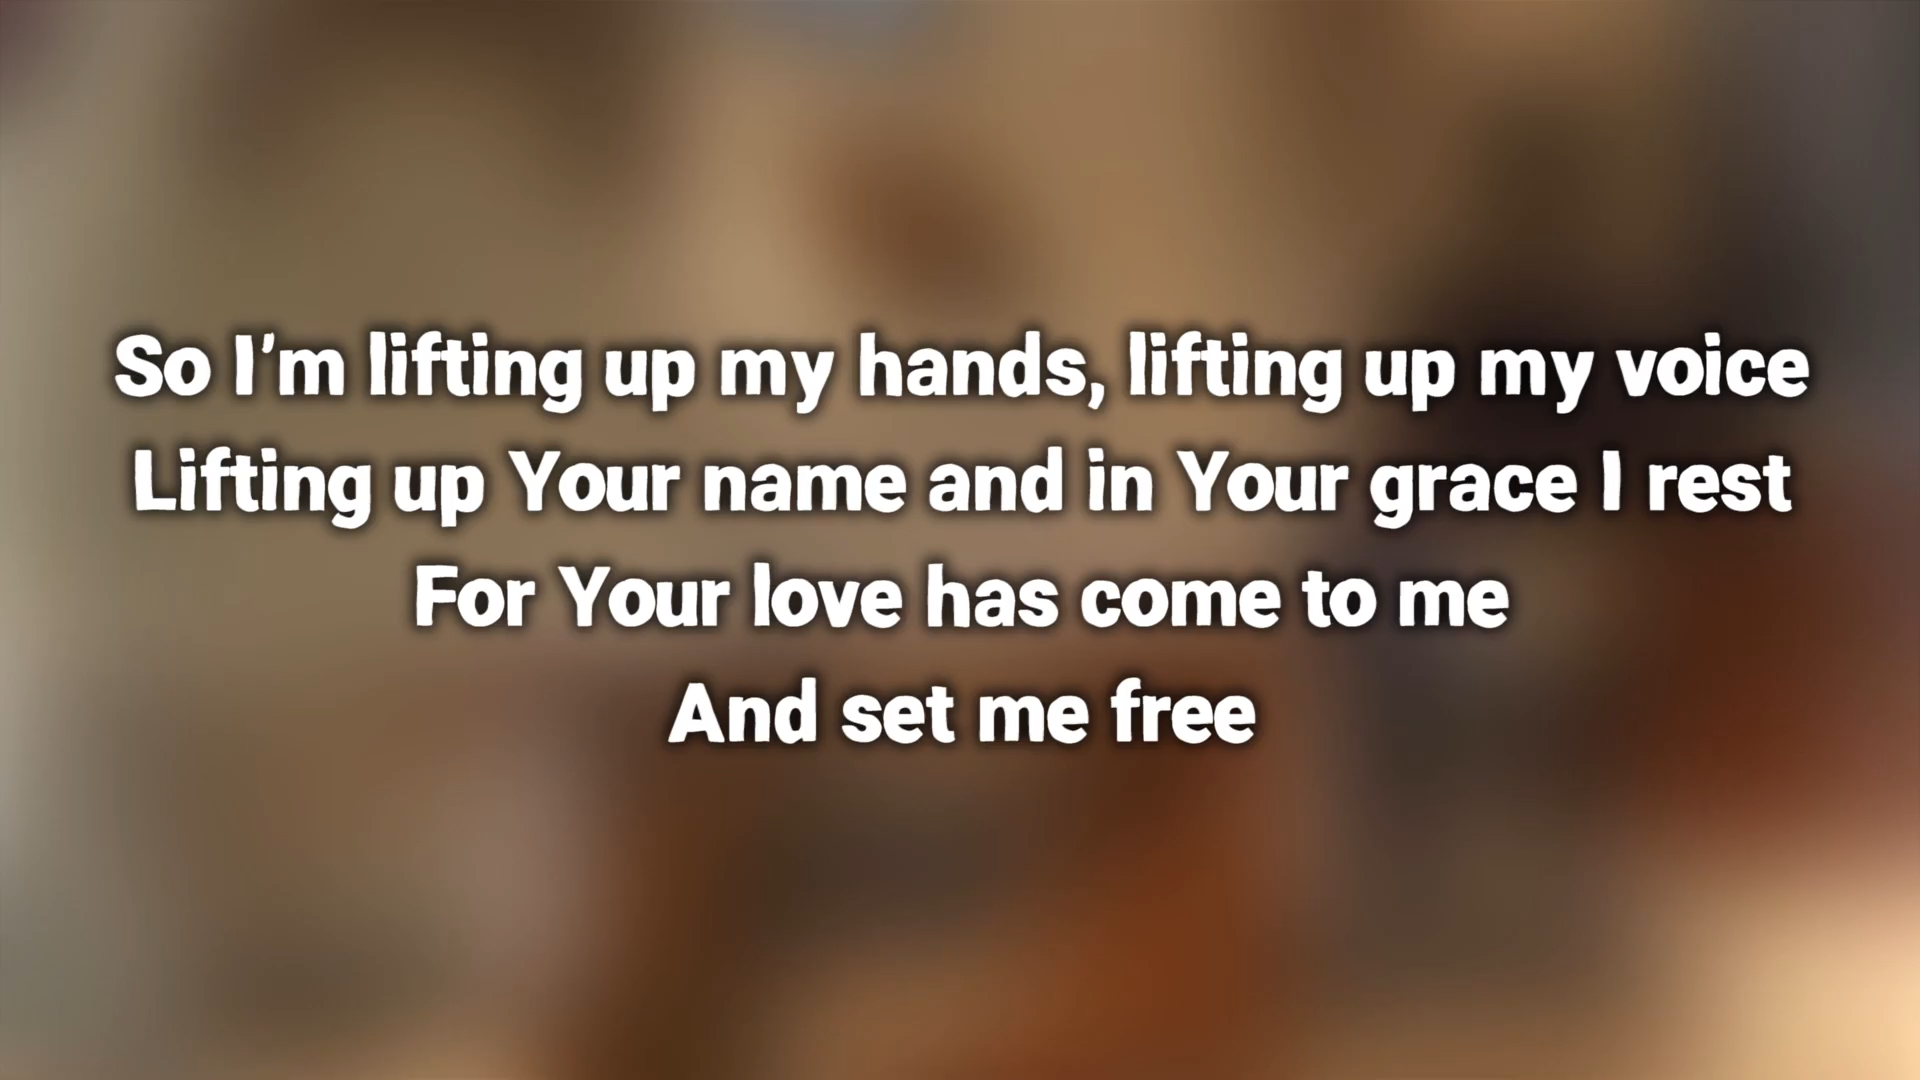 So I’m lifting up my hands, lifting up my voice
Lifting up Your name and in Your grace I rest
For Your love has come to me
And set me free